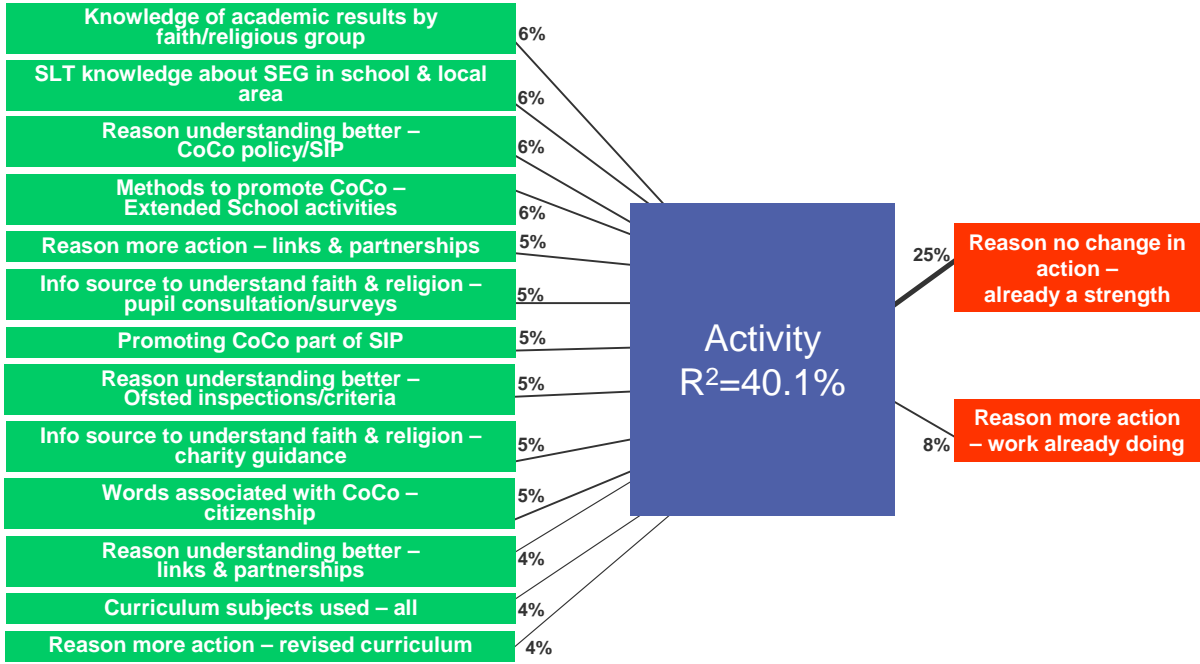 Knowledge of academic results by
faith/religious group
6%
SLT knowledge about SEG in school & local
area
6%
Reason understanding better –
CoCo policy/SIP
6%
Methods to promote CoCo –
Extended School activities
6%
Reason more action – links & partnerships
5%
Info source to understand faith & religion –
pupil consultation/surveys
5%
Promoting CoCo part of SIP
5%
Reason understanding better –
Ofsted inspections/criteria
5%
Info source to understand faith & religion –
charity guidance
5%
Words associated with CoCo –
citizenship
5%
Reason understanding better –
links & partnerships
4%
Curriculum subjects used – all
4%
Reason more action – revised curriculum
4%
Activity
R²=40.1%
25%
Reason no change in
action –
already a strength
8%
Reason more action
– work already doing